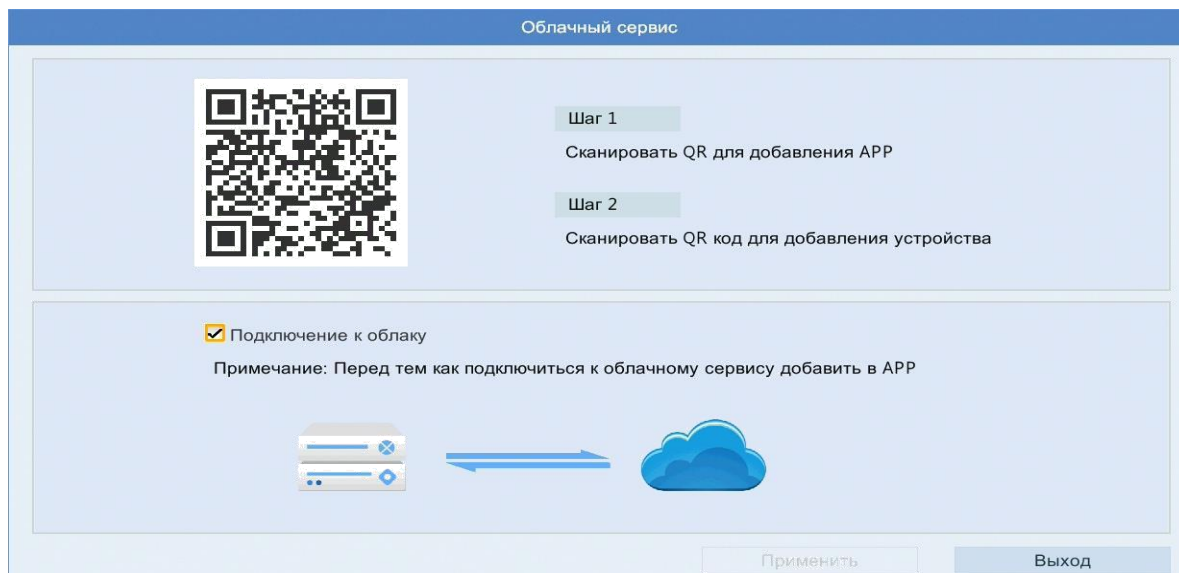 Облачный сервис
Шаг 1
Сканировать QR для добавления APP
Шаг 2
Сканировать QR код для добавления устройства
Подключение к облаку
Примечание: Перед тем как подключиться к облачному сервису добавить в APP
Применить
Выход